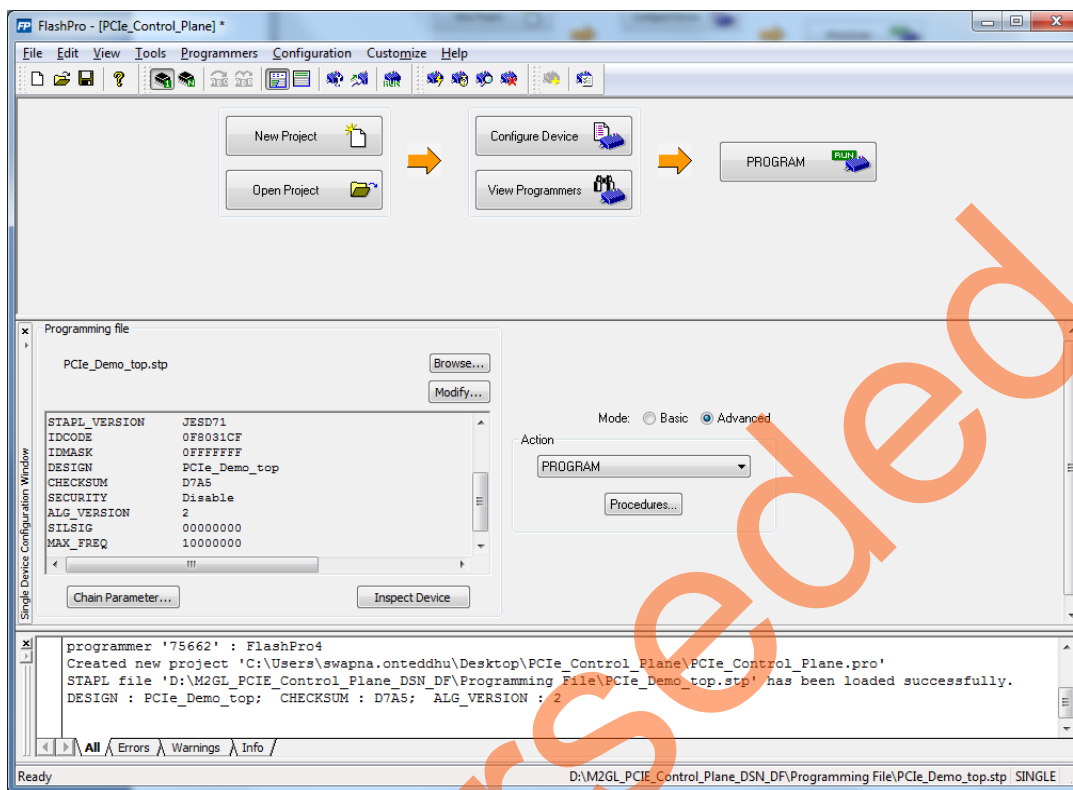 FlashPro - [PCIe_Control_Plane] *
File Edit View Tools Programmers Configuration Customize Help
New Project
Open Project
Configure Device
View Programmers
RUN
PROGRAM
Programming file
PCIe_Demo_top.stp
Browse...
Modify...
STAPL_VERSION JESD71
IDCODE 0F8031CF
IDMASK 0FFFFFFF
DESIGN PCIe_Demo_top
CHECKSUM D7A5
SECURITY Disable
ALG_VERSION 2
SILSIG 00000000
MAX_FREQ 10000000
Chain Parameter...
Inspect Device
Mode: Basic Advanced
Action
PROGRAM
Procedures...
Single Device Configuration Window
programmer '75662' : FlashPro4
Created new project 'C:\Users\swapna.onteddhu\Desktop\PCIe_Control_Plane\PCIe_Control_Plane.pro'
STAPL file 'D:\M2GL_PCIE_Control_Plane_DSN_DF\Programming File\PCIe_Demo_top.stp' has been loaded successfully.
DESIGN : PCIe_Demo_top; CHECKSUM : D7A5; ALG_VERSION : 2
All Errors Warnings Info
Ready
D:\M2GL_PCIE_Control_Plane_DSN_DF\Programming File\PCIe_Demo_top.stp SINGLE
rseded